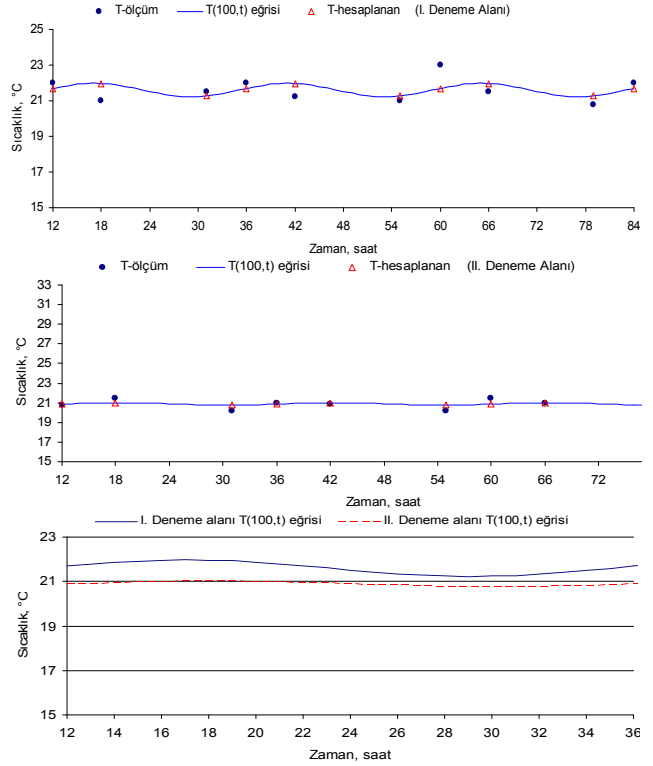 T-ölçüm T(100,t) eğrisi T-hesaplanan (I. Deneme Alanı)
25
23
21
19
17
15
Sıcaklık, °C
12 18 24 30 36 42 48 54 60 66 72 78 84
Zaman, saat
T-ölçüm T(100,t) eğrisi T-hesaplanan (II. Deneme Alanı)
33
31
29
27
25
23
21
19
17
15
Sıcaklık, °C
12 18 24 30 36 42 48 54 60 66 72
Zaman, saat
I. Deneme alanı T(100,t) eğrisi II. Deneme alanı T(100,t) eğrisi
23
21
19
17
15
Sıcaklık, °C
12 14 16 18 20 22 24 26 28 30 32 34 36
Zaman, saat